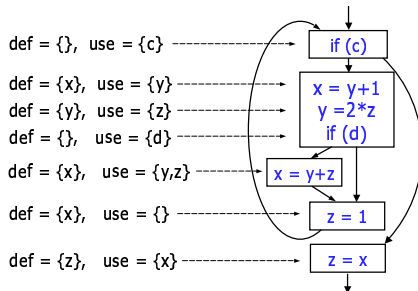 def = {}, use = {c}
if (c)
def = {x}, use = {y}
x = y+1
def = {y}, use = {z}
y =2*z
def = {}, use = {d}
if (d)
def = {x}, use = {y,z}
x = y+z
def = {x}, use = {}
z = 1
def = {z}, use = {x}
z = x